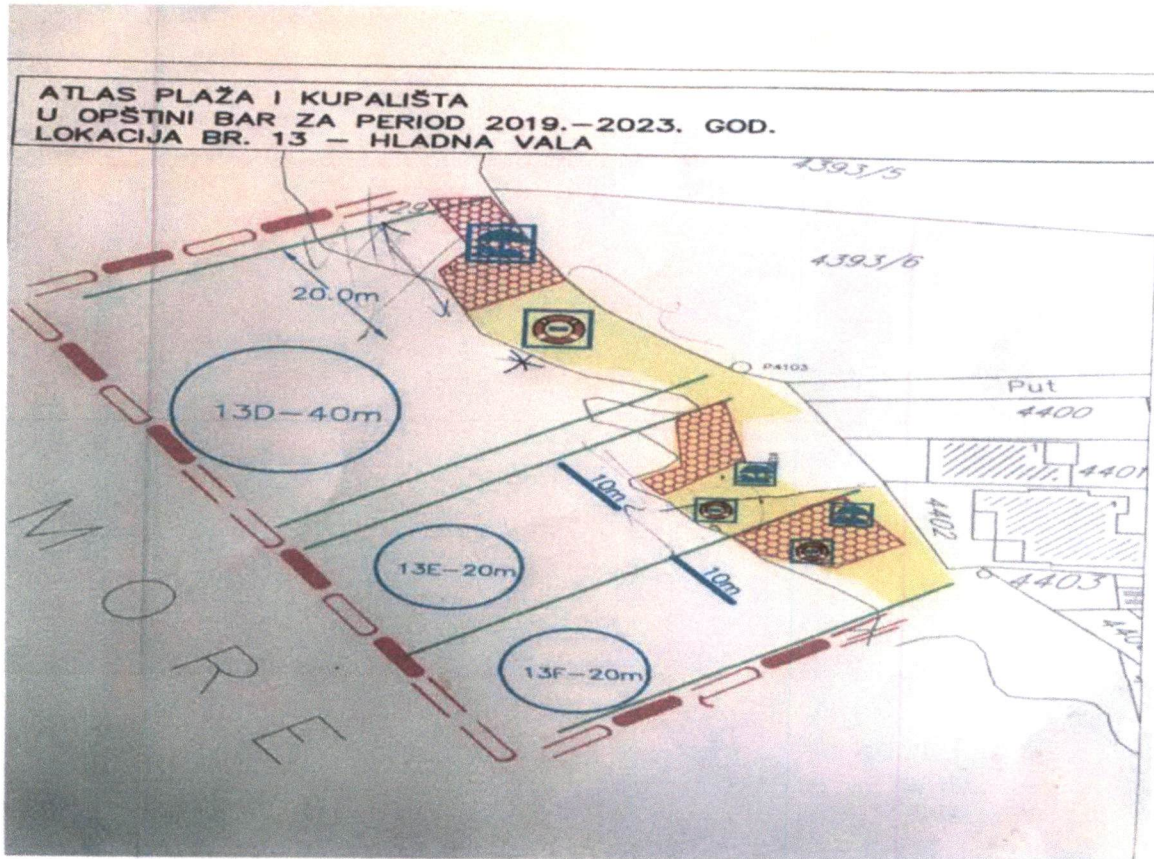 ATLAS PLAŽA I KUPALIŠTA
U OPŠTINI BAR ZA PERIOD 2019.–2023. GOD.
LOKACIJA BR. 13 – HLADNA VALA
4393/5
4393/6
20.0m
P4103
Put
4400
4401
4402
4403
13D–40m
10m
13E–20m
10m
13F–20m
MORE